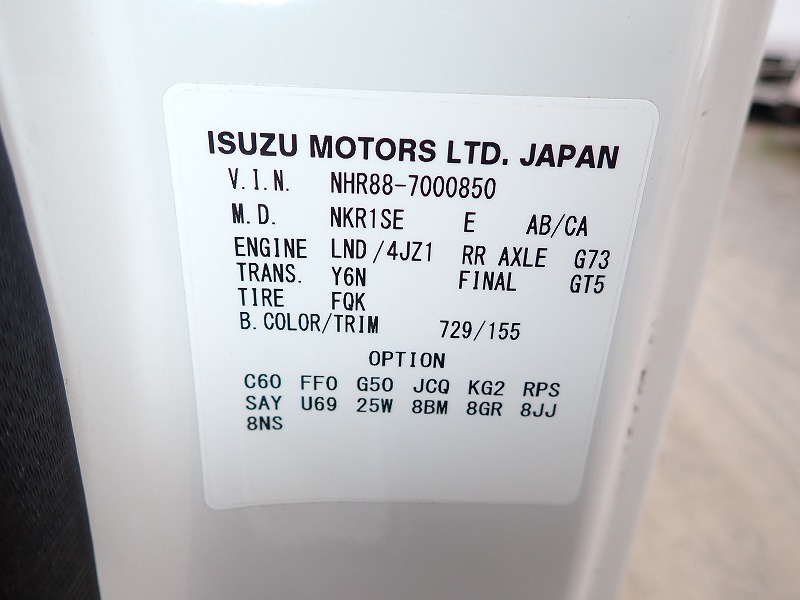 ISUZU MOTORS LTD. JAPAN
V.I.N. NHR88-7000850
M.D. NKR1SE E AB/CA
ENGINE LND/4JZ1 RR AXLE G73
TRANS. Y6N FINAL GT5
TIRE FQK
B.COLOR/TRIM 729/155
OPTION
C60 FF0 G50 JCQ KG2 RPS
SAY U69 25W 8BM 8GR 8JJ
8NS